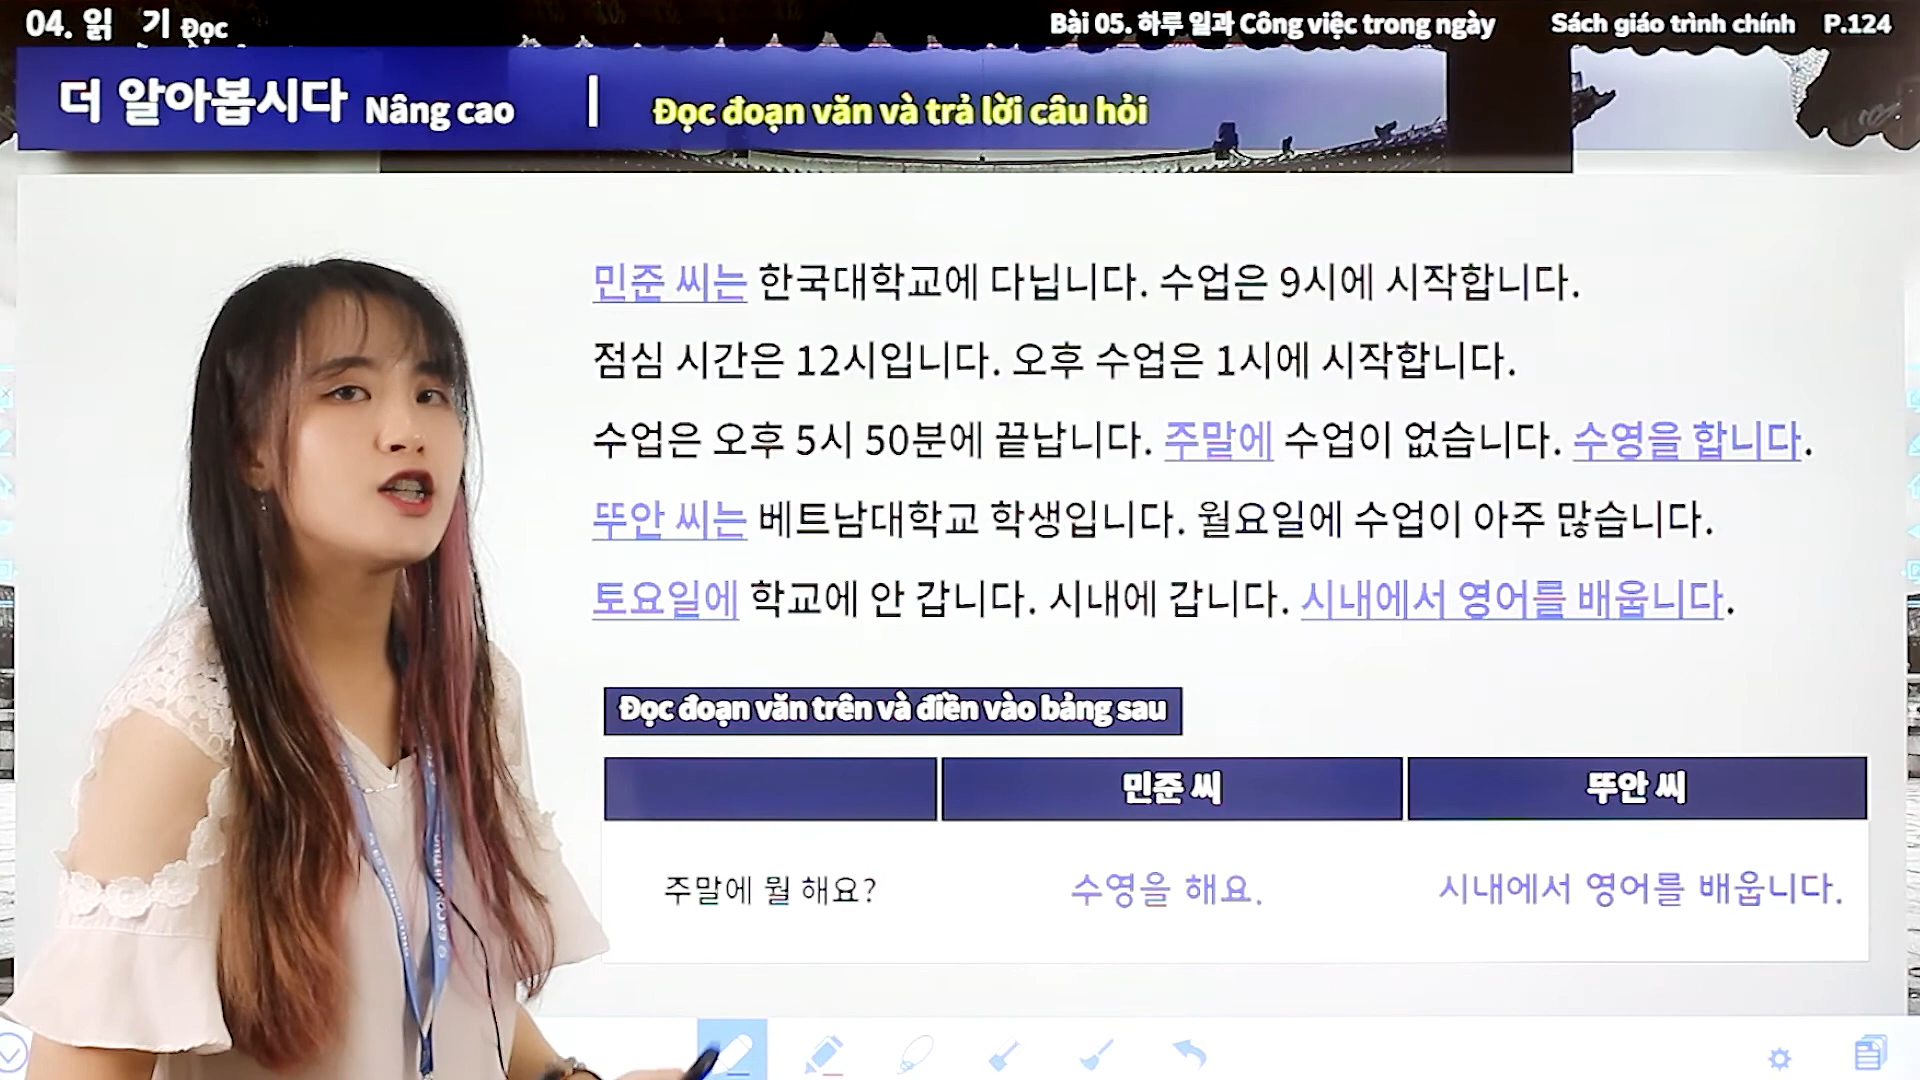 04. 읽 기 Đọc
Bài 05. 하루 일과 Công việc trong ngày Sách giáo trình chính P.124
더 알아봅시다 Nâng cao | Đọc đoạn văn và trả lời câu hỏi
민준 씨는 한국대학교에 다닙니다. 수업은 9시에 시작합니다.
점심 시간은 12시입니다. 오후 수업은 1시에 시작합니다.
수업은 오후 5시 50분에 끝납니다. 주말에 수업이 없습니다. 수영을 합니다.
뚜안 씨는 베트남대학교 학생입니다. 월요일에 수업이 아주 많습니다.
토요일에 학교에 안 갑니다. 시내에 갑니다. 시내에서 영어를 배웁니다.
Đọc đoạn văn trên và điền vào bảng sau
민준 씨 뚜안 씨
주말에 뭘 해요? 수영을 해요. 시내에서 영어를 배웁니다.